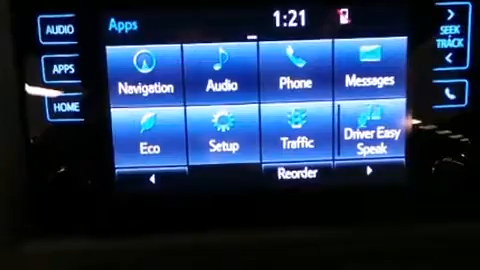 Apps 1:21
AUDIO
APPS
HOME
SEEK
TRACK
Navigation Audio Phone Messages
Eco Setup Traffic Driver Easy
Speak
Reorder